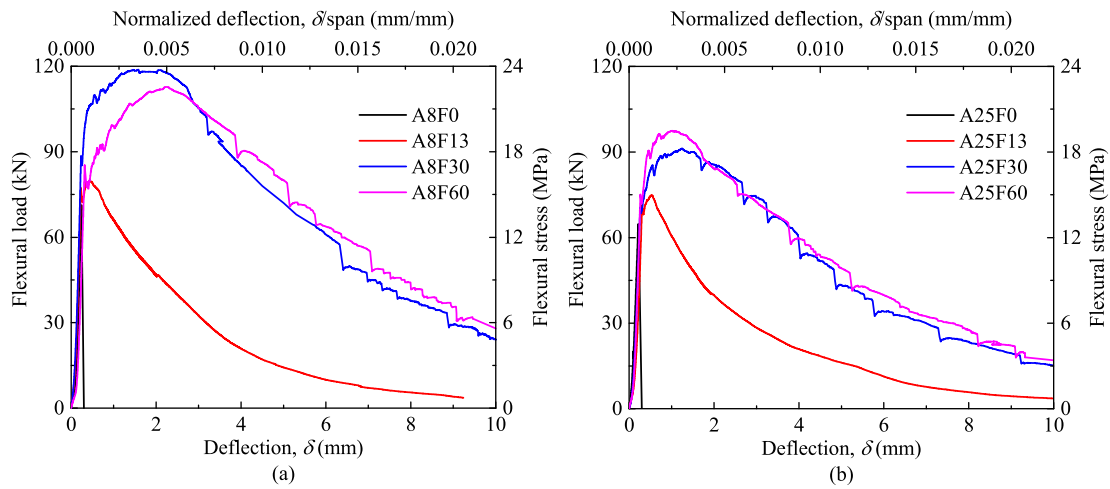 Normalized deflection, δ/span (mm/mm)
0.000 0.005 0.010 0.015 0.020
120
90
60
30
0
Flexural load (kN)
A8F0
A8F13
A8F30
A8F60
24
18
12
6
0
Flexural stress (MPa)
0 2 4 6 8 10
Deflection, δ (mm)
(a)
Normalized deflection, δ/span (mm/mm)
0.000 0.005 0.010 0.015 0.020
120
90
60
30
0
Flexural load (kN)
A25F0
A25F13
A25F30
A25F60
24
18
12
6
0
Flexural stress (MPa)
0 2 4 6 8 10
Deflection, δ (mm)
(b)